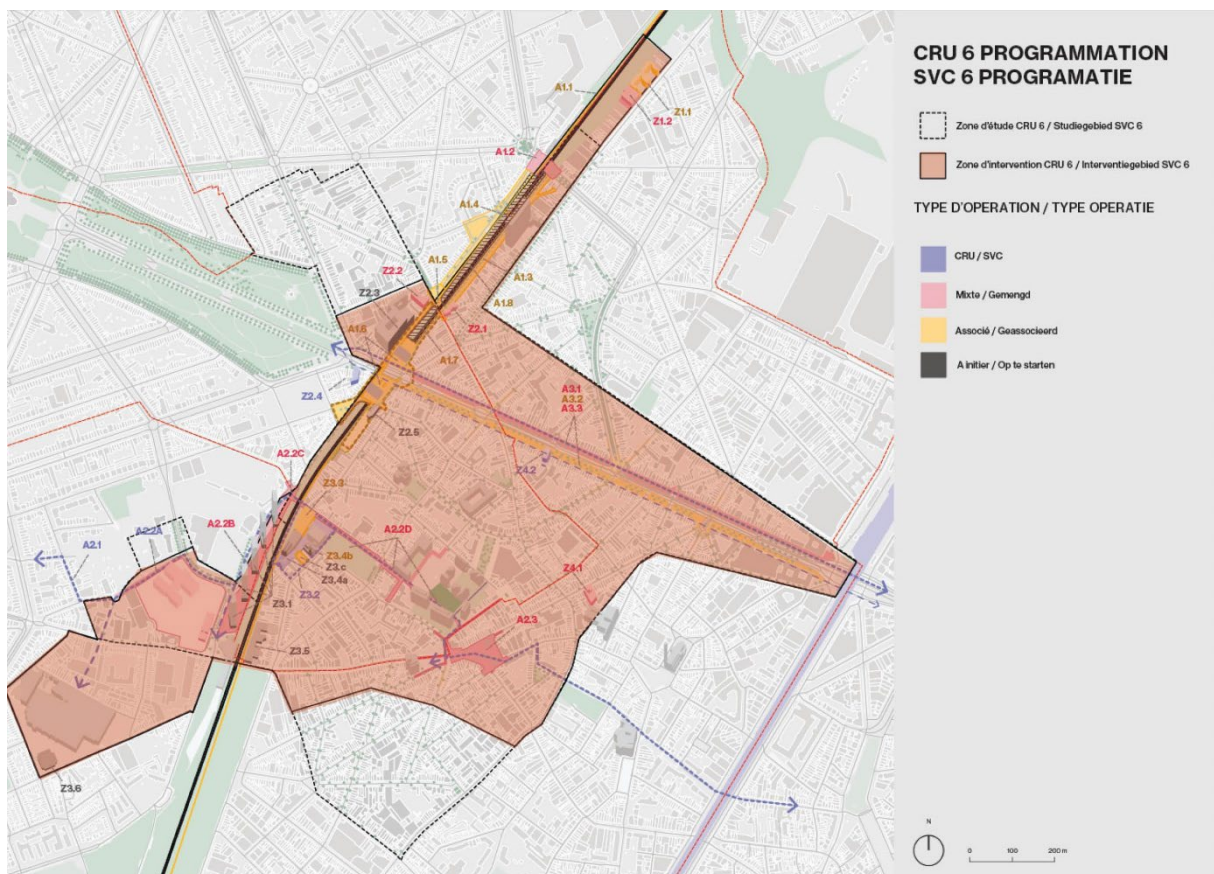 CRU 6 PROGRAMMATION
SVC 6 PROGRAMATIE
Zone d'étude CRU 6 / Studiegebied SVC 6
Zone d'intervention CRU 6 / Interventiegebied SVC 6
TYPE D'OPERATION / TYPE OPERATIE
CRU / SVC
Mixte / Gemengd
Associé / Geassocieerd
A initier / Op te starten
N
0 100 200 m
A1.1
Z1.1
Z1.2
A1.2
A1.4
A1.5
Z2.2
A1.3
Z2.3
A1.8
A1.6
Z2.1
A1.7
Z2.4
A3.1
A3.2
A3.3
Z2.5
A2.2C
Z4.2
Z3.3
A2.2B
A2.2A
A2.2D
A2.1
Z3.4b
Z3.c
Z3.4a
Z4.1
Z3.1
Z3.2
A2.3
Z3.5
Z3.6